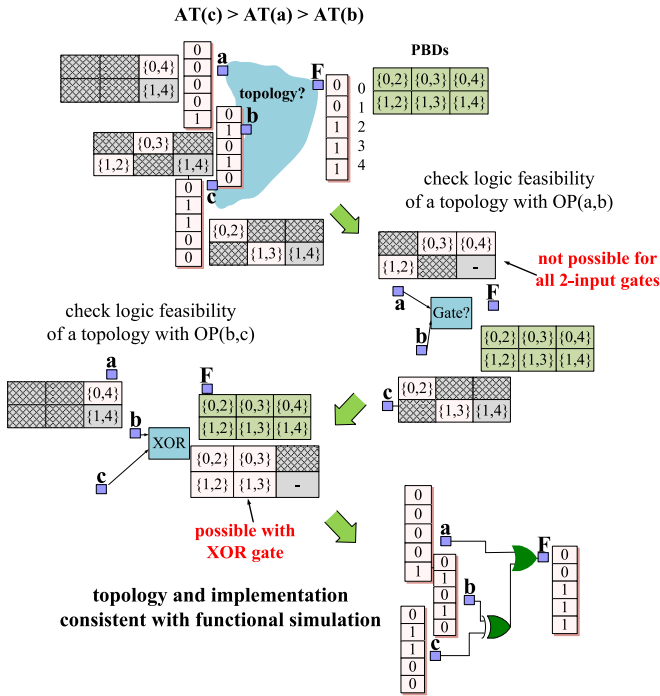 AT(c) > AT(a) > AT(b)
PBDs
{0,4}
{1,4}
0
0
0
0
1
a
F
topology?
0
0
1
1
1
0
1
2
3
4
{0,2} {0,3} {0,4}
{1,2} {1,3} {1,4}
b
0
1
0
1
0
{0,3}
{1,2} {1,4}
c
0
1
1
0
0
{0,2}
{1,3} {1,4}
check logic feasibility
of a topology with OP(a,b)
{0,3} {0,4}
{1,2} -
not possible for
all 2-input gates
a
F
Gate?
b
{0,2} {0,3} {0,4}
{1,2} {1,3} {1,4}
c
{0,2}
{1,3} {1,4}
check logic feasibility
of a topology with OP(b,c)
a
{0,4}
{1,4}
F
{0,2} {0,3} {0,4}
{1,2} {1,3} {1,4}
b
XOR
c
{0,2} {0,3}
{1,2} {1,3} -
possible with
XOR gate
topology and implementation
consistent with functional simulation
0
0
0
0
1
a
F
0
0
1
1
1
0
1
0
1
0
b
0
1
1
0
0
c